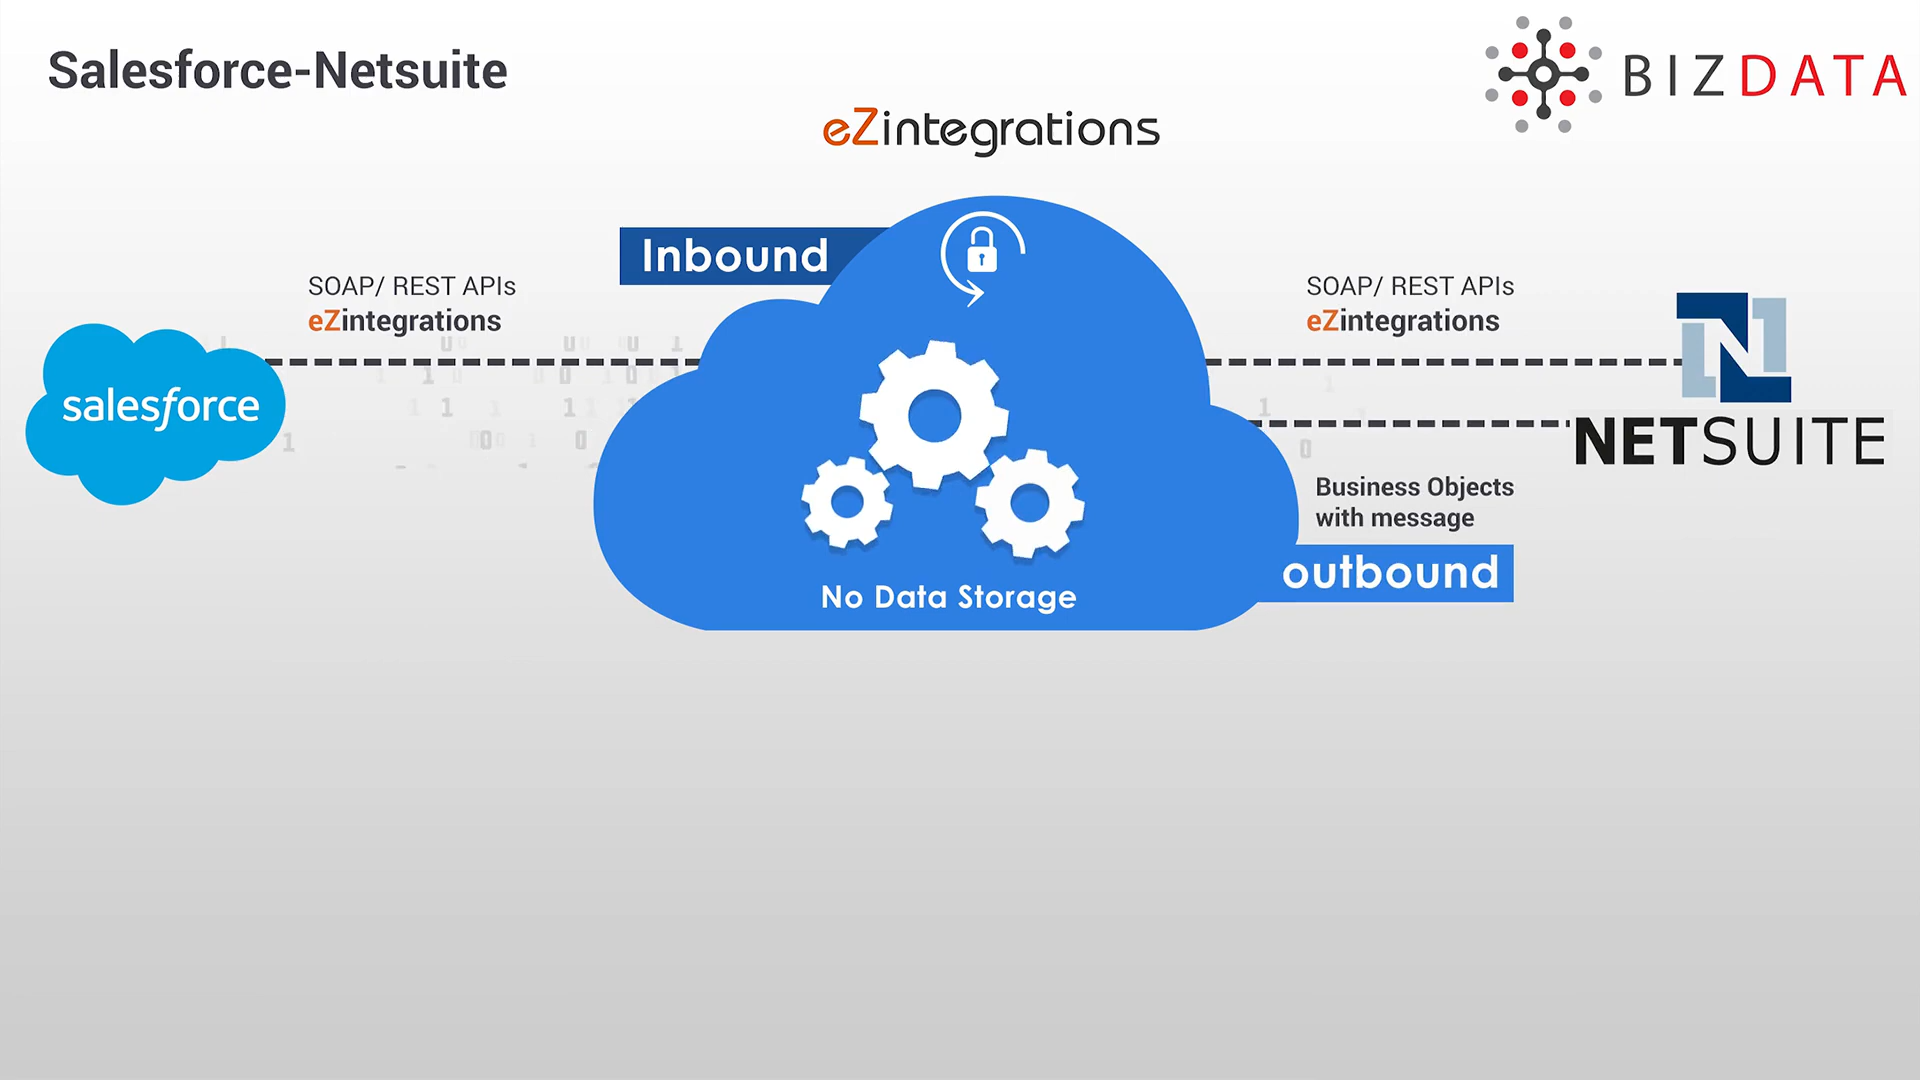 Salesforce-Netsuite
BIZDATA
eZintegrations
Inbound
SOAP/ REST APIs
eZintegrations
SOAP/ REST APIs
eZintegrations
salesforce
NETSUITE
Business Objects
with message
outbound
No Data Storage